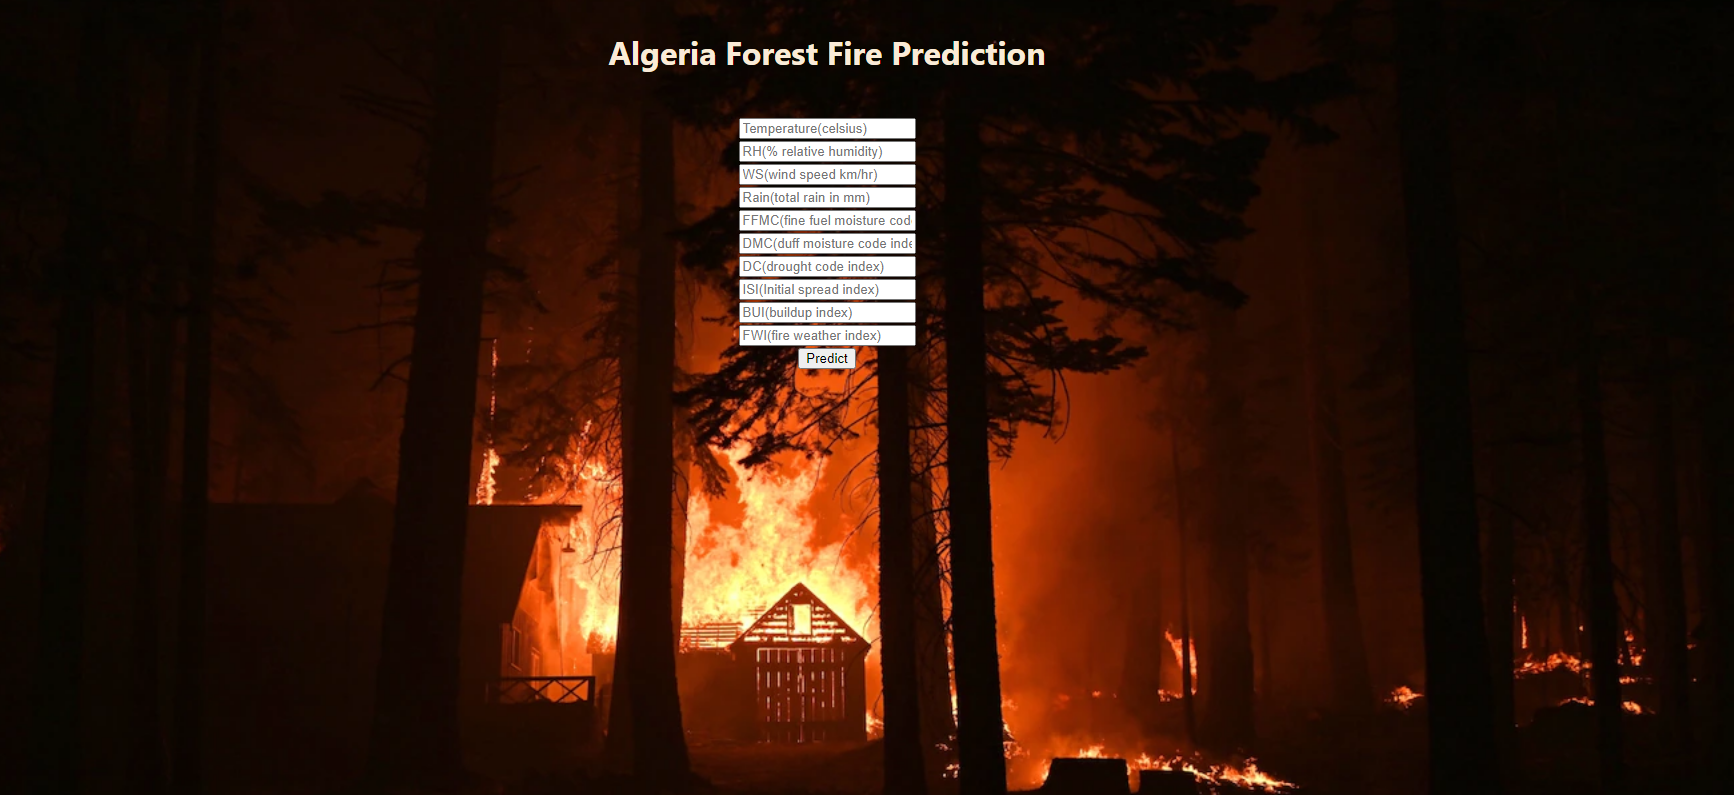 Algeria Forest Fire Prediction
Temperature(celsius)
RH(% relative humidity)
WS(wind speed km/hr)
Rain(total rain in mm)
FFMC(fine fuel moisture cod
DMC(duff moisture code inde
DC(drought code index)
ISI(Initial spread index)
BUI(buildup index)
FWI(fire weather index)
Predict